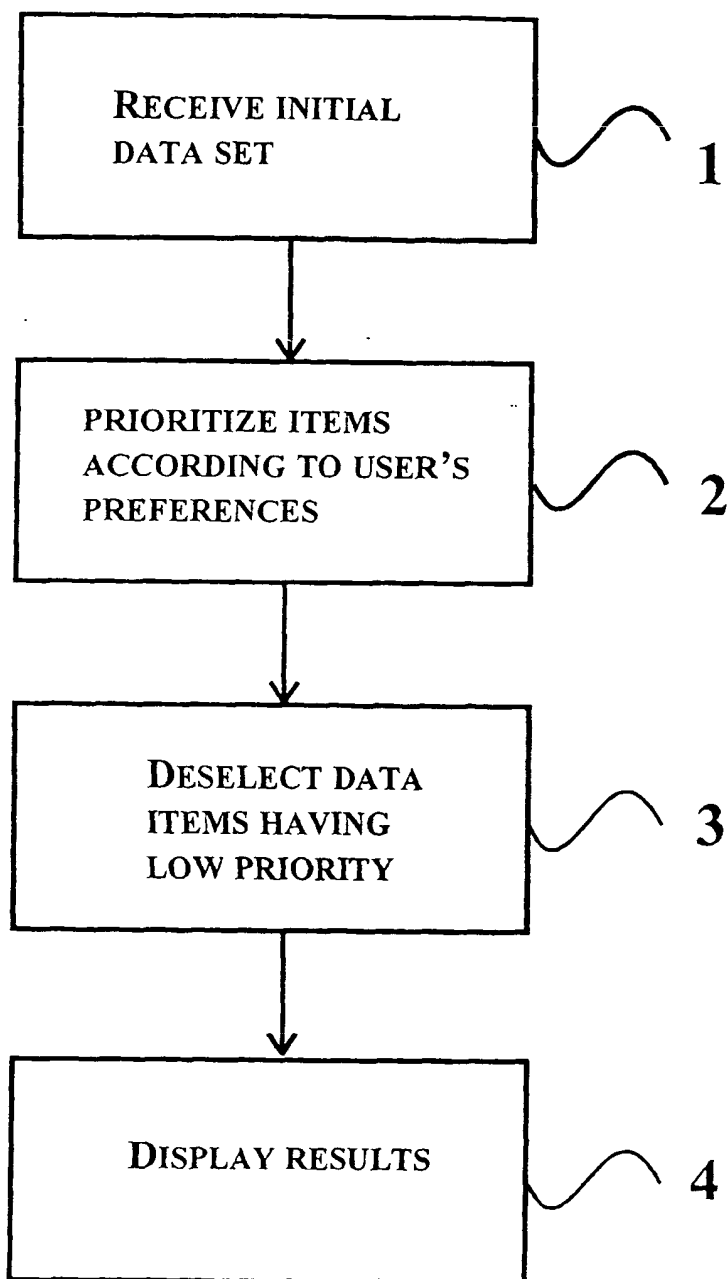 RECEIVE INITIAL
DATA SET
1
PRIORITIZE ITEMS
ACCORDING TO USER'S
PREFERENCES
2
DESELECT DATA
ITEMS HAVING
LOW PRIORITY
3
DISPLAY RESULTS
4